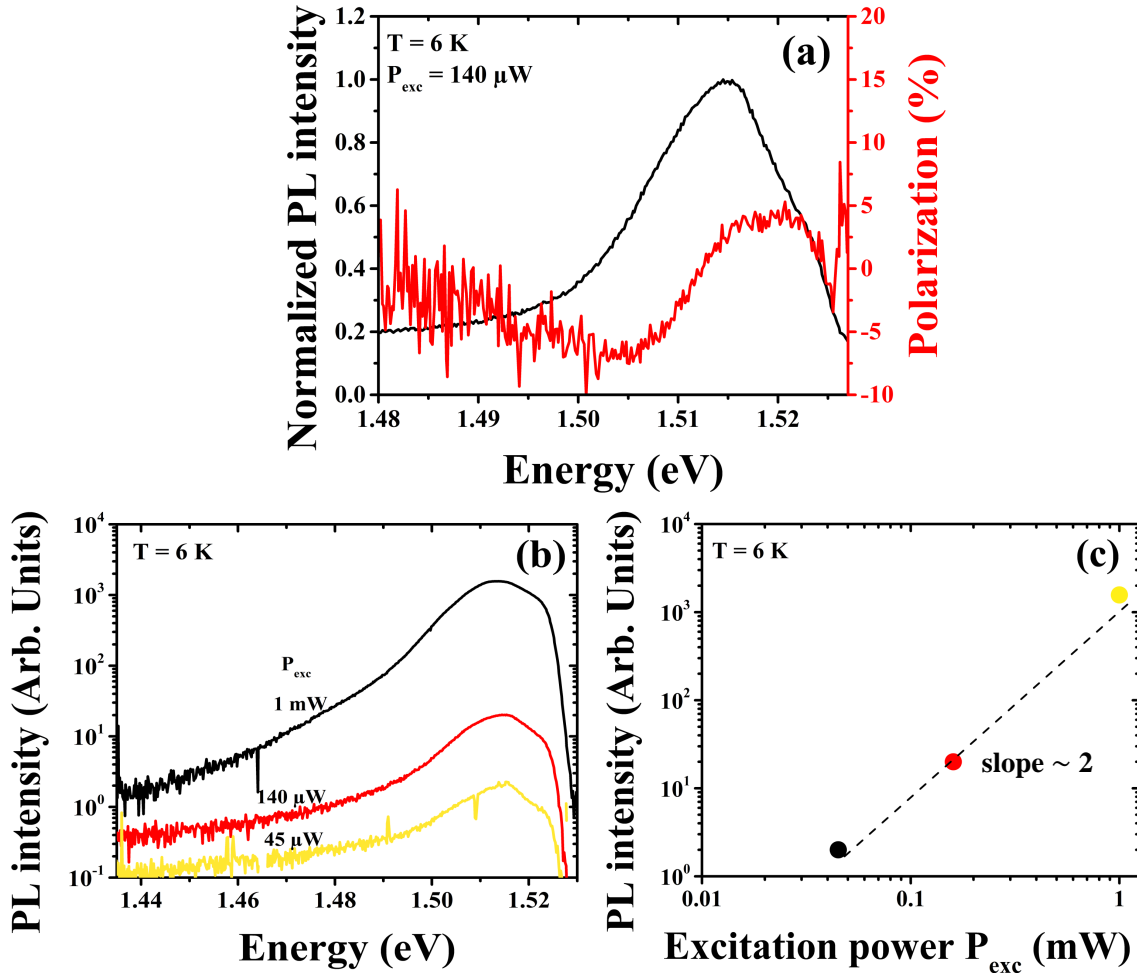 (a)
T = 6 K
P_exc = 140 µW
Normalized PL intensity
1.2
1.0
0.8
0.6
0.4
0.2
0.0
20
15
10
5
0
-5
-10
Polarization (%)
1.48 1.49 1.50 1.51 1.52
Energy (eV)
(b)
T = 6 K
PL intensity (Arb. Units)
10^4
10^3
10^2
10^1
10^0
10^-1
P_exc
1 mW
140 µW
45 µW
1.44 1.46 1.48 1.50 1.52
Energy (eV)
(c)
T = 6 K
PL intensity (Arb. Units)
10^4
10^3
10^2
10^1
10^0
slope ~ 2
0.01 0.1 1
Excitation power P_exc (mW)